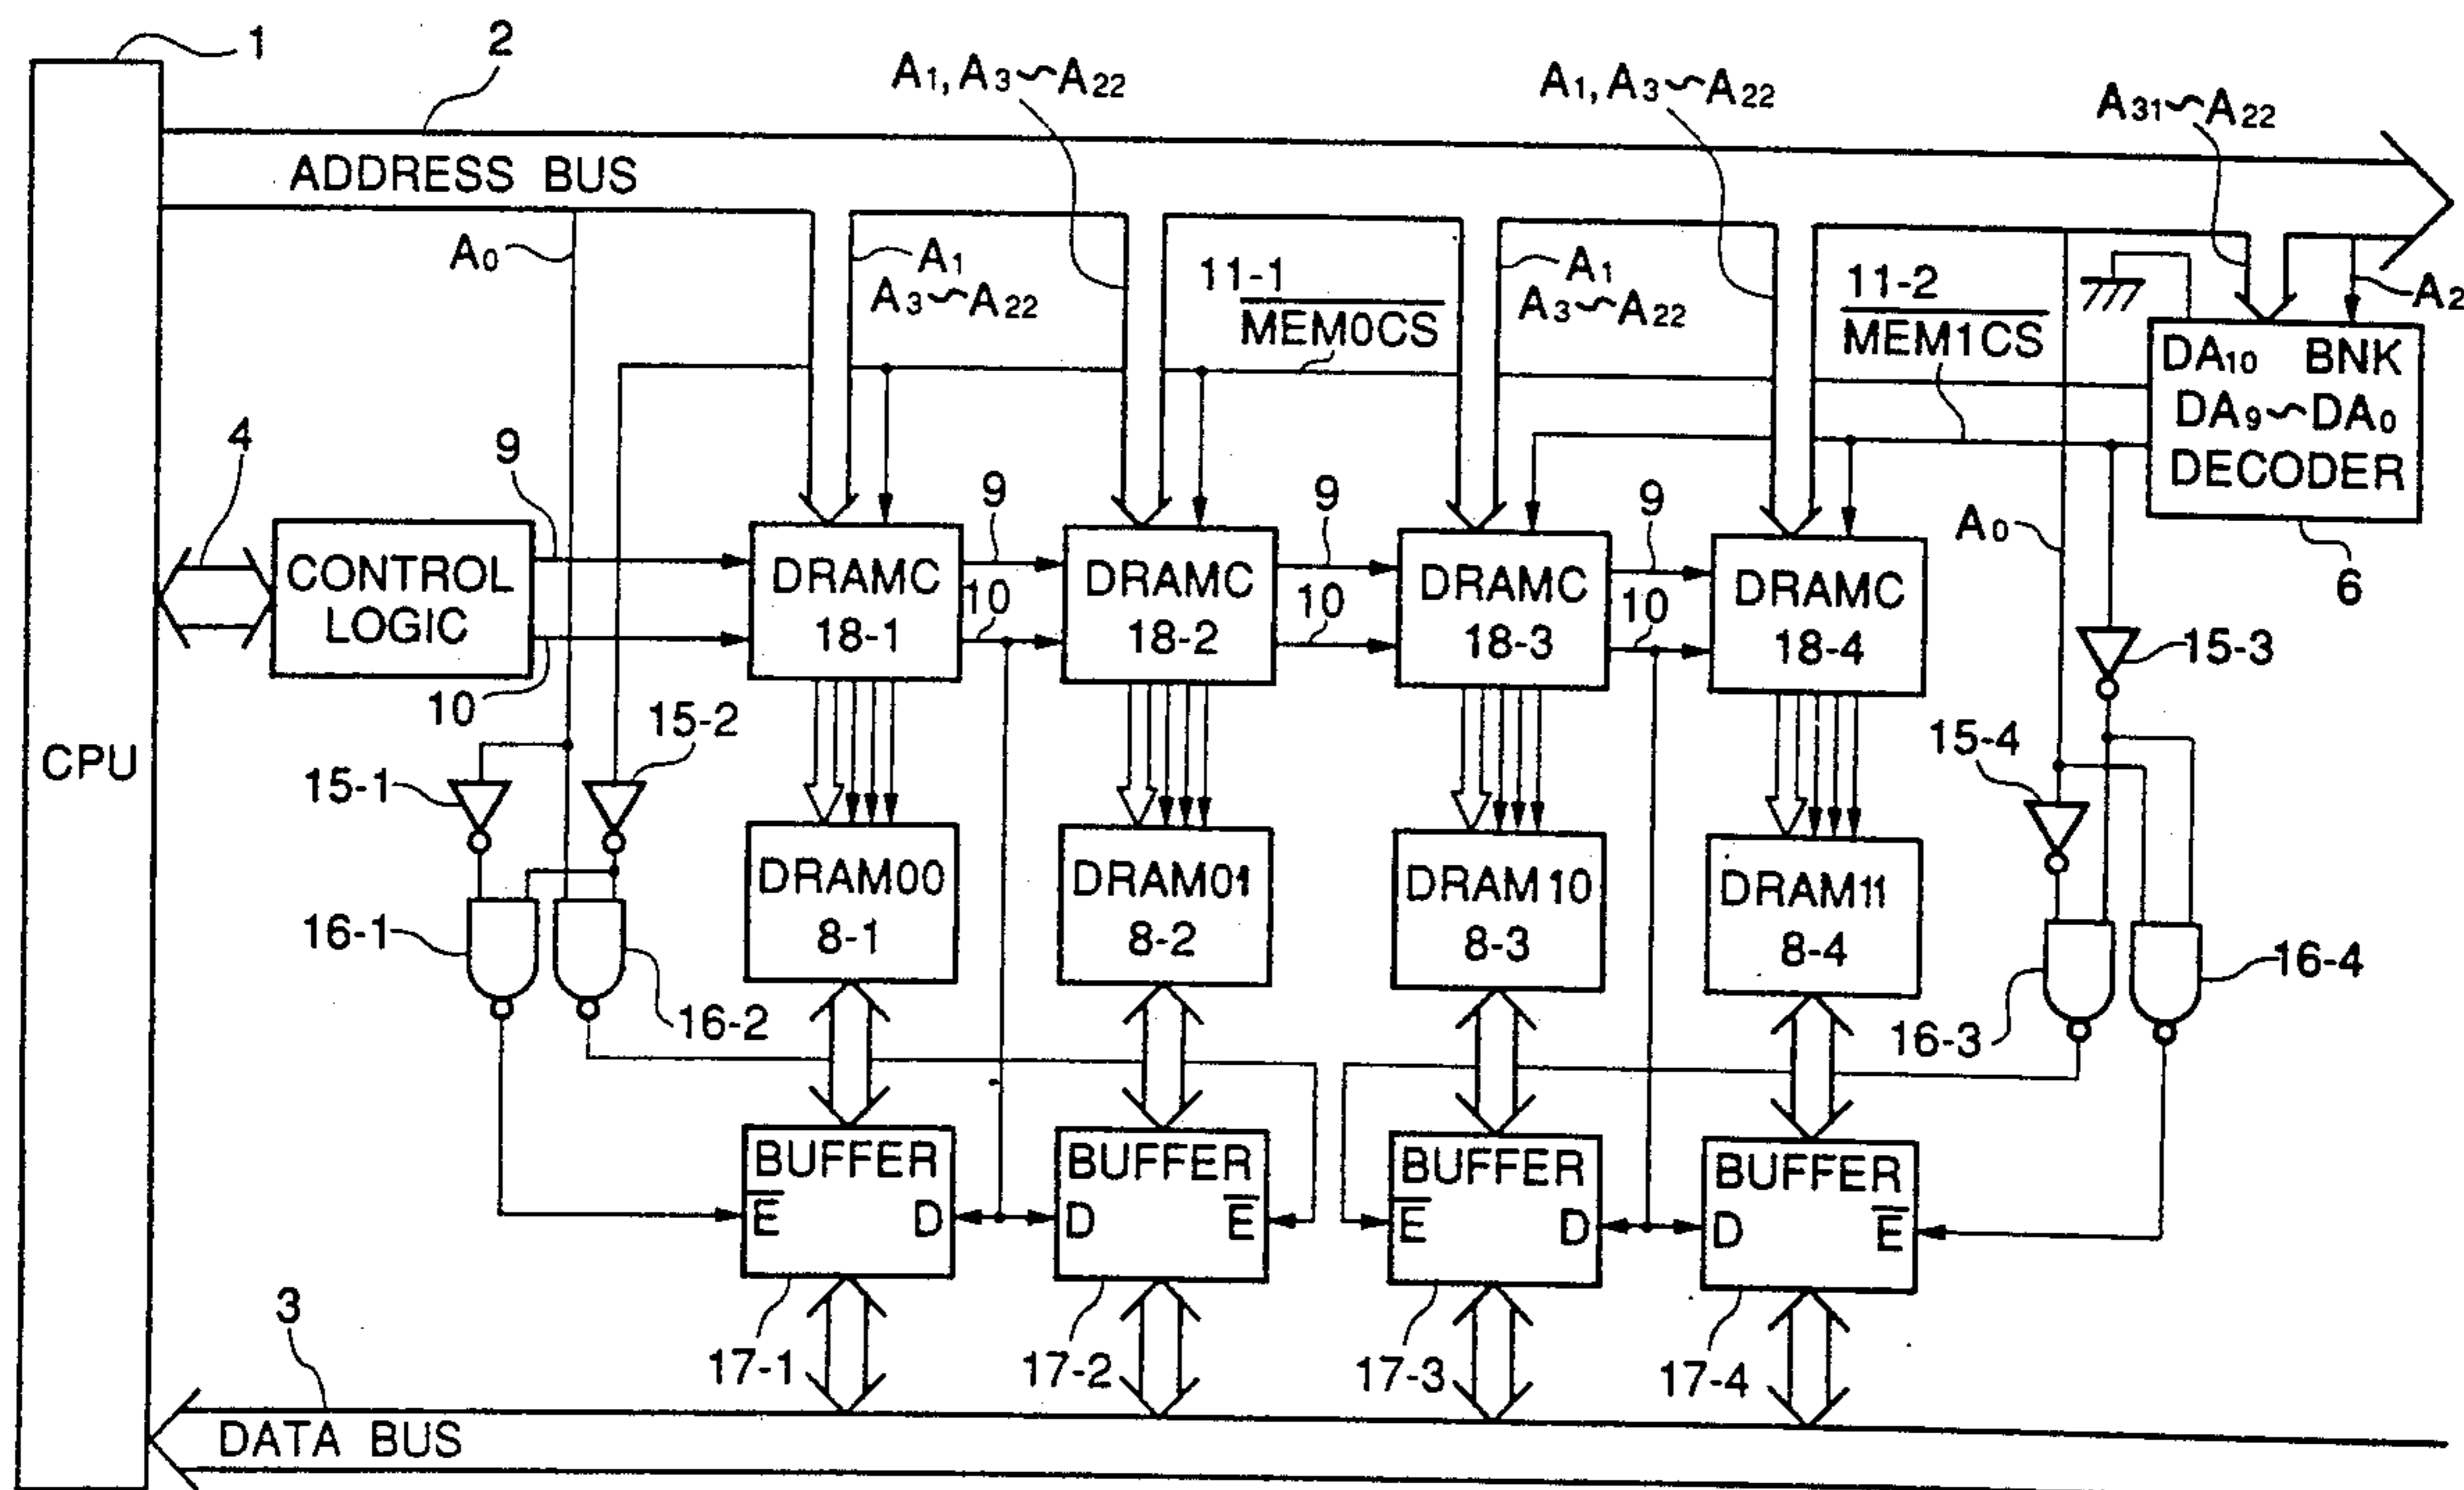 1
2
A1, A3~A22
A1, A3~A22
A31~A22
ADDRESS BUS
A0
A1
A3~A22
11-1
MEM0CS
A1
A3~A22
11-2
MEM1CS
A2
DA10 BNK
DA9~DA0
DECODER
6
4
9
9
9
9
A0
CONTROL
LOGIC
10
DRAMC
18-1
10
DRAMC
18-2
10
DRAMC
18-3
10
DRAMC
18-4
15-3
CPU
15-1
15-2
15-4
16-1
16-2
DRAM00
8-1
DRAM01
8-2
DRAM10
8-3
DRAM11
8-4
16-3
16-4
BUFFER
E D
BUFFER
D E
BUFFER
E D
BUFFER
D E
17-1
17-2
17-3
17-4
3
DATA BUS